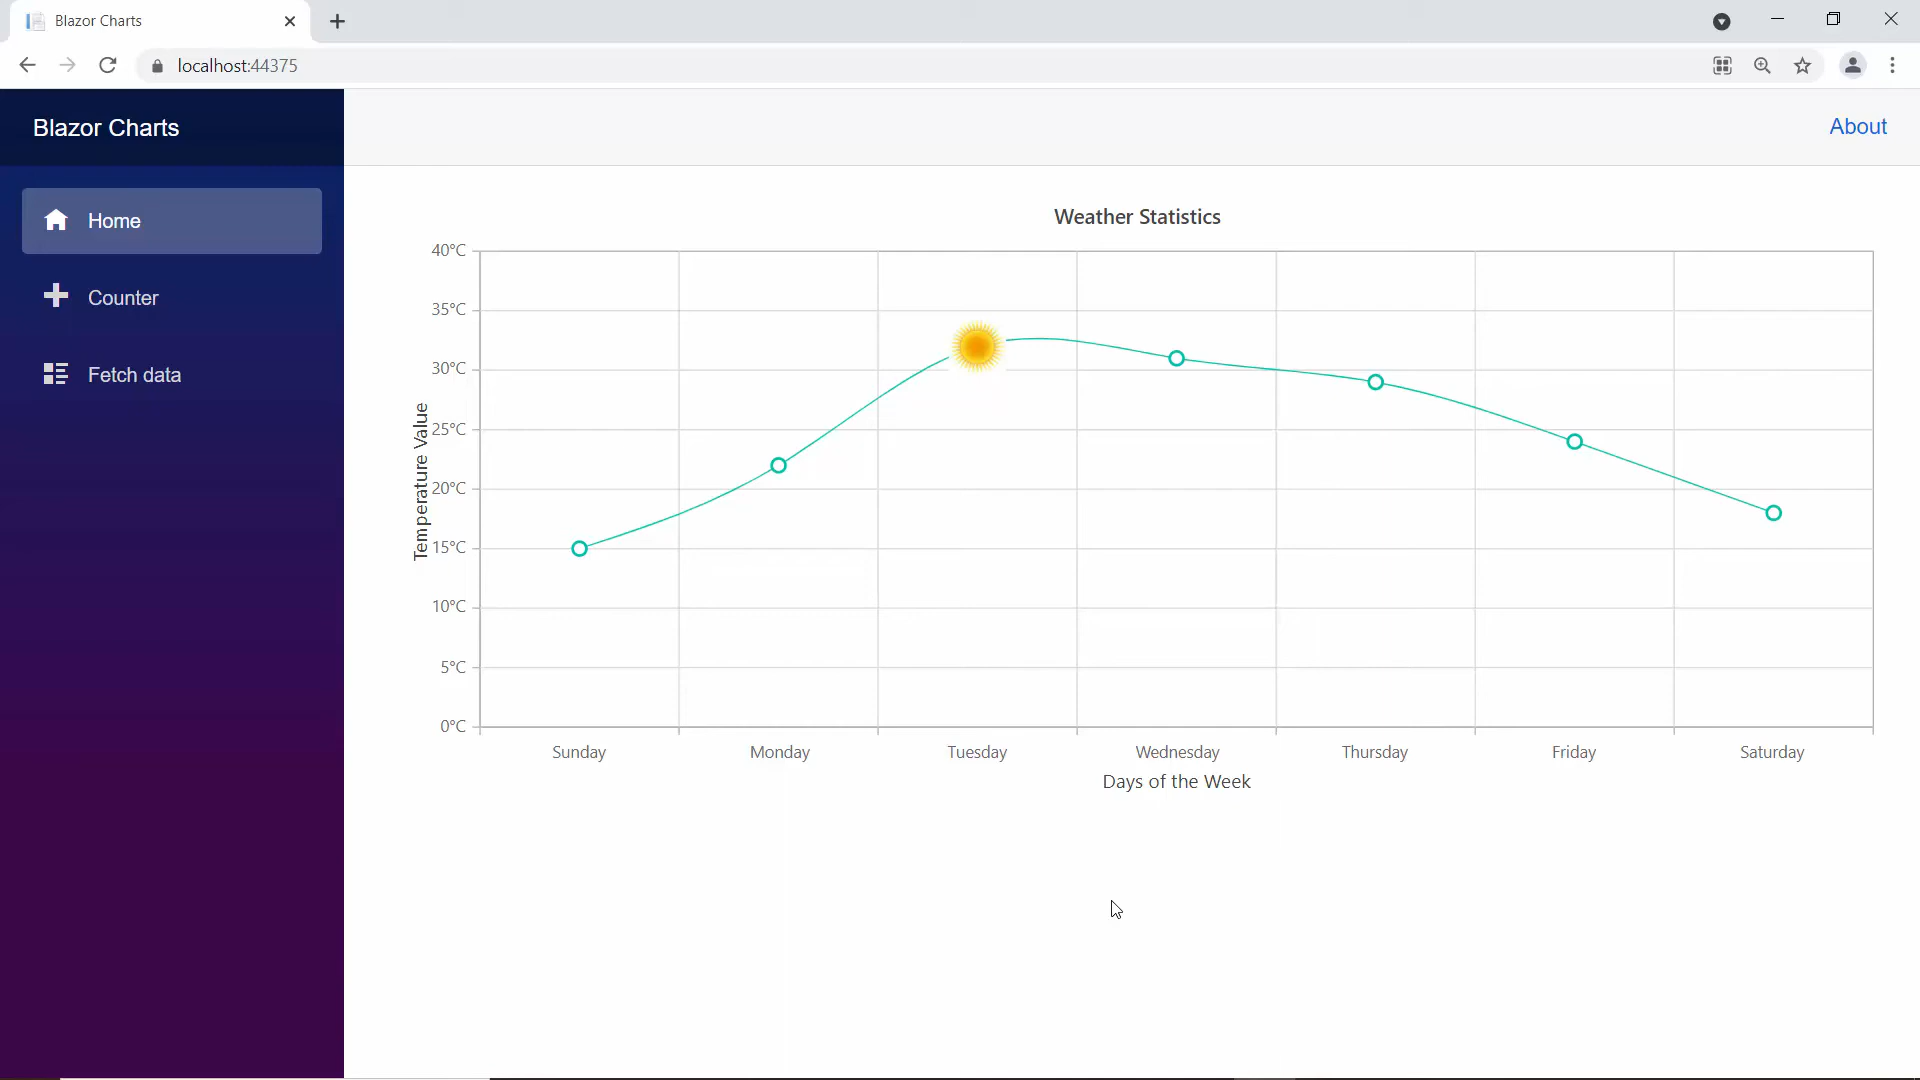 Blazor Charts
localhost:44375
Blazor Charts
About
Home
Counter
Fetch data
Weather Statistics
Temperature Value
40°C
35°C
30°C
25°C
20°C
15°C
10°C
5°C
0°C
Sunday Monday Tuesday Wednesday Thursday Friday Saturday
Days of the Week